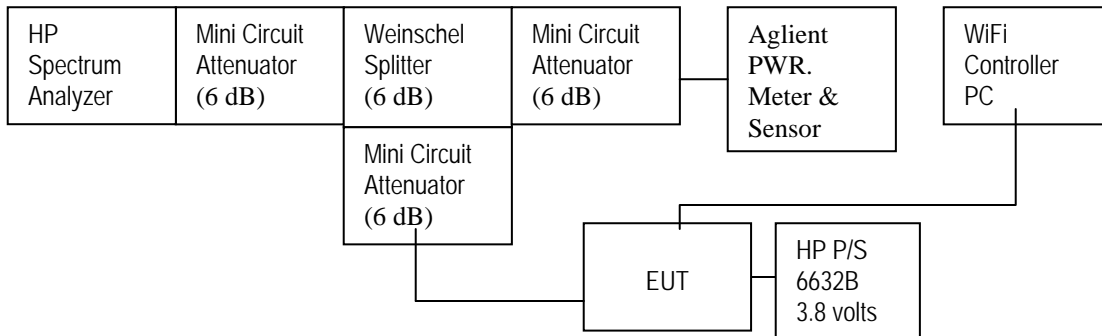 HP
Spectrum
Analyzer
Mini Circuit
Attenuator
(6 dB)
Weinschel
Splitter
(6 dB)
Mini Circuit
Attenuator
(6 dB)
Aglient
PWR.
Meter &
Sensor
WiFi
Controller
PC
Mini Circuit
Attenuator
(6 dB)
EUT
HP P/S
6632B
3.8 volts